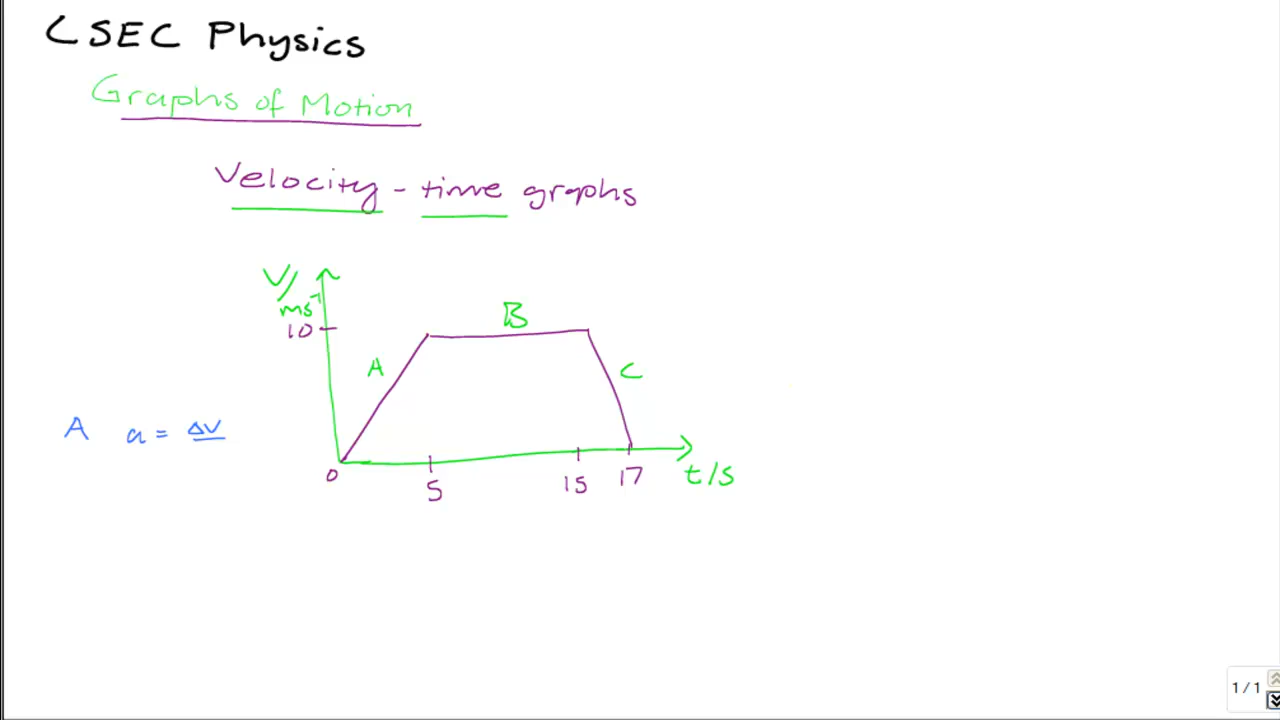 CSEC Physics
Graphs of Motion
Velocity - time graphs
V/
ms⁻¹
10
B
A
C
A a = ΔV
0
5
15
17
t/s
1 / 1